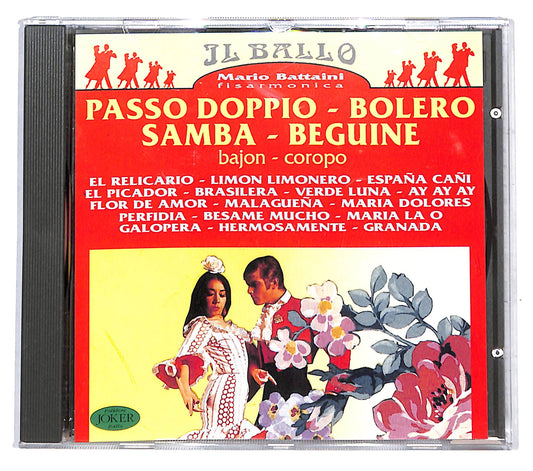 IL BALLO
Mario Battaini
fisarmonica
PASSO DOPPIO - BOLERO
SAMBA - BEGUINE
bajon - coropo
EL RELICARIO - LIMON LIMONERO - ESPAÑA CAÑI
EL PICADOR - BRASILERA - VERDE LUNA - AY AY AY
FLOR DE AMOR - MALAGUEÑA - MARIA DOLORES
PERFIDIA - BESAME MUCHO - MARIA LA O
GALOPERA - HERMOSAMENTE - GRANADA
JOKER